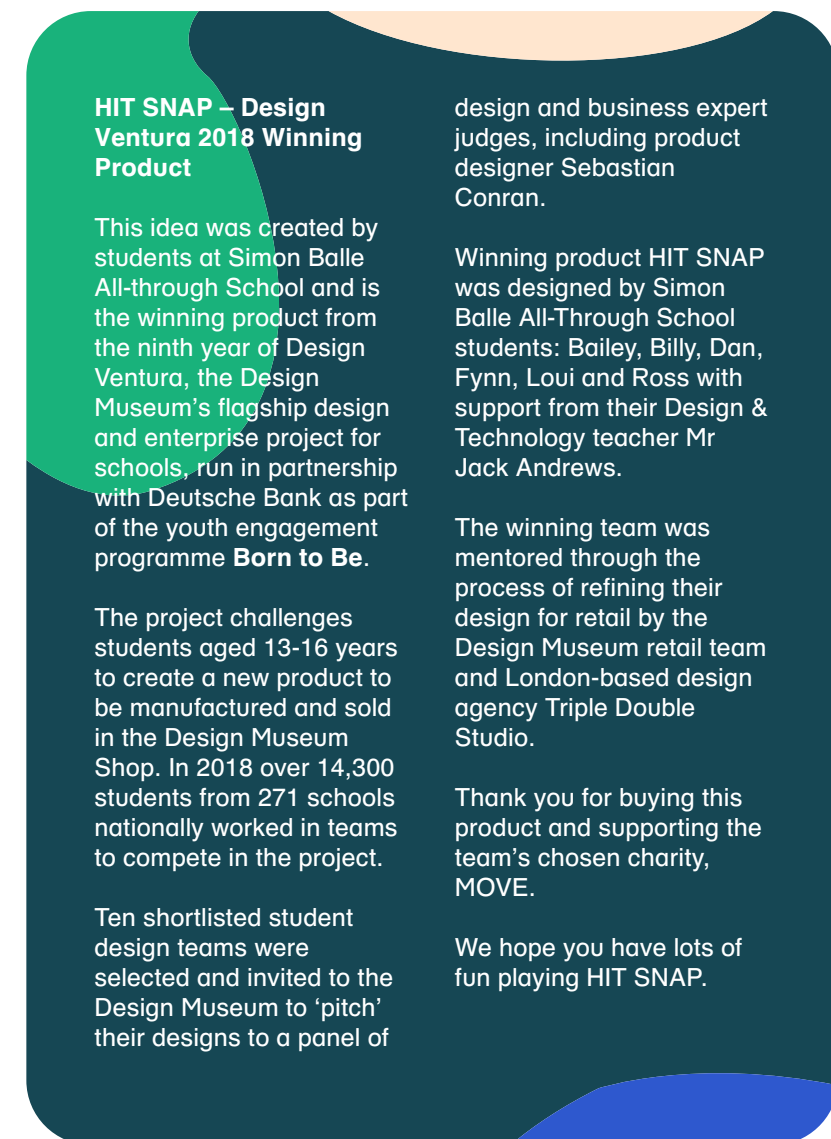 HIT SNAP – Design
Ventura 2018 Winning
Product
This idea was created by
students at Simon Balle
All-through School and is
the winning product from
the ninth year of Design
Ventura, the Design
Museum’s flagship design
and enterprise project for
schools, run in partnership
with Deutsche Bank as part
of the youth engagement
programme Born to Be.
The project challenges
students aged 13-16 years
to create a new product to
be manufactured and sold
in the Design Museum
Shop. In 2018 over 14,300
students from 271 schools
nationally worked in teams
to compete in the project.
Ten shortlisted student
design teams were
selected and invited to the
Design Museum to ‘pitch’
their designs to a panel of
design and business expert
judges, including product
designer Sebastian
Conran.
Winning product HIT SNAP
was designed by Simon
Balle All-Through School
students: Bailey, Billy, Dan,
Fynn, Loui and Ross with
support from their Design &
Technology teacher Mr
Jack Andrews.
The winning team was
mentored through the
process of refining their
design for retail by the
Design Museum retail team
and London-based design
agency Triple Double
Studio.
Thank you for buying this
product and supporting the
team’s chosen charity,
MOVE.
We hope you have lots of
fun playing HIT SNAP.